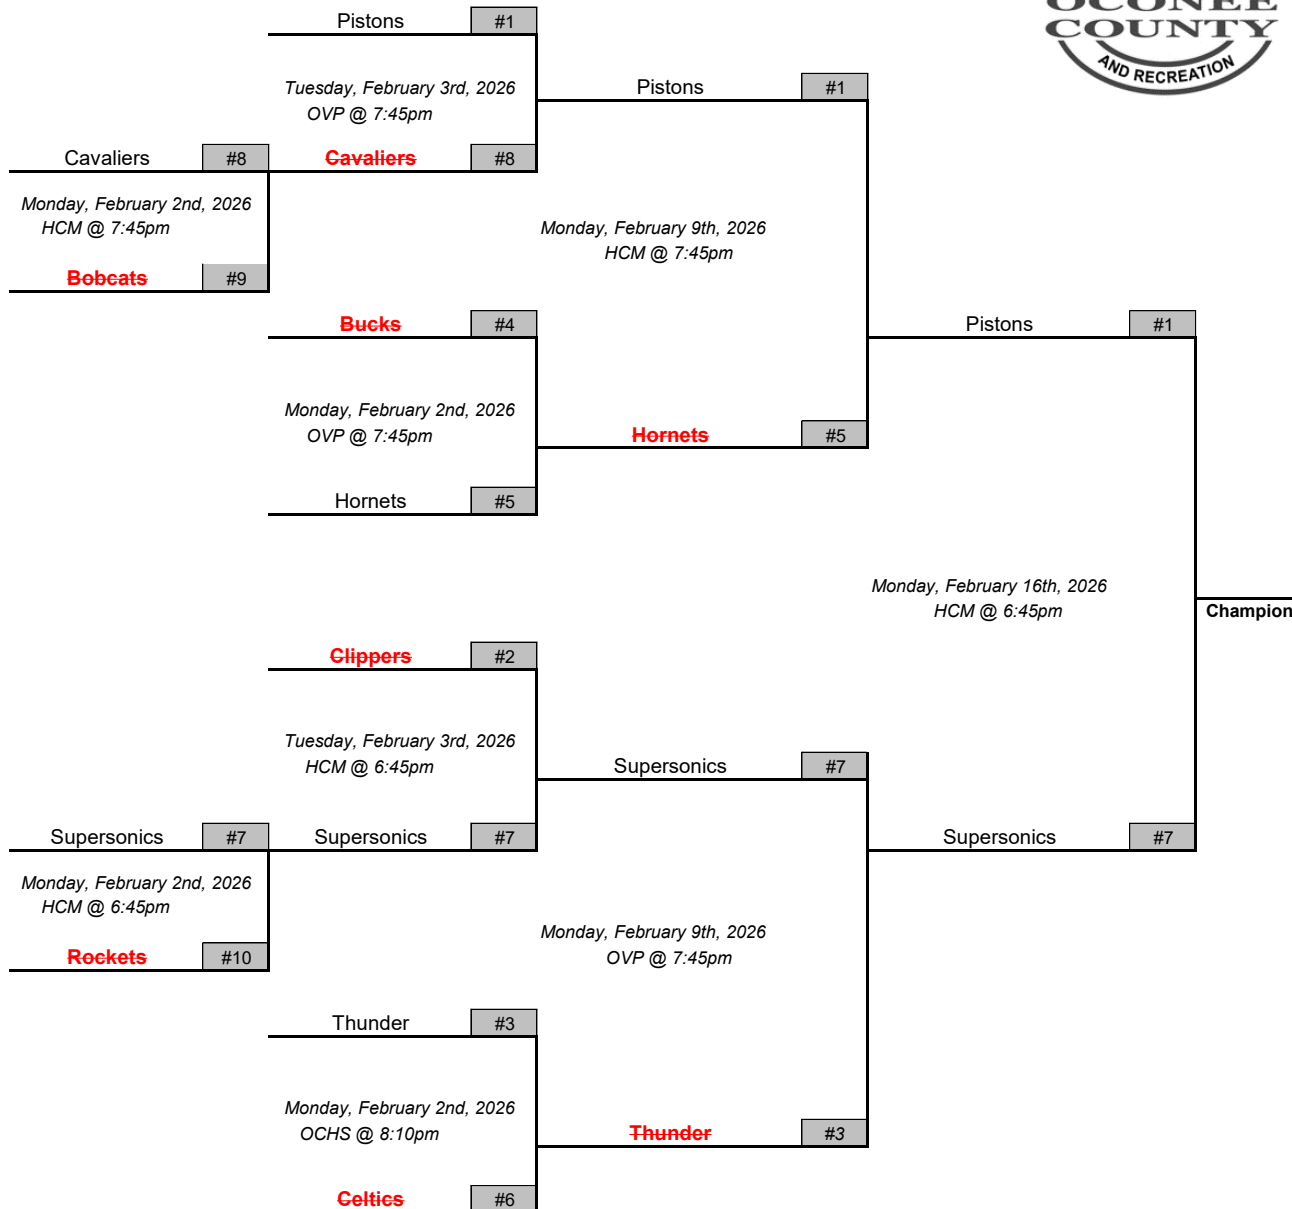 OCONEE
COUNTY
AND RECREATION
Pistons #1
Tuesday, February 3rd, 2026
OVP @ 7:45pm
Pistons #1
Cavaliers #8
Cavaliers #8
Monday, February 2nd, 2026
HCM @ 7:45pm
Monday, February 9th, 2026
HCM @ 7:45pm
Bobcats #9
Bucks #4
Pistons #1
Monday, February 2nd, 2026
OVP @ 7:45pm
Hornets #5
Hornets #5
Monday, February 16th, 2026
HCM @ 6:45pm
Champion
Clippers #2
Tuesday, February 3rd, 2026
HCM @ 6:45pm
Supersonics #7
Supersonics #7
Supersonics #7
Supersonics #7
Monday, February 2nd, 2026
HCM @ 6:45pm
Monday, February 9th, 2026
OVP @ 7:45pm
Rockets #10
Thunder #3
Monday, February 2nd, 2026
OCHS @ 8:10pm
Thunder #3
Celtics #6